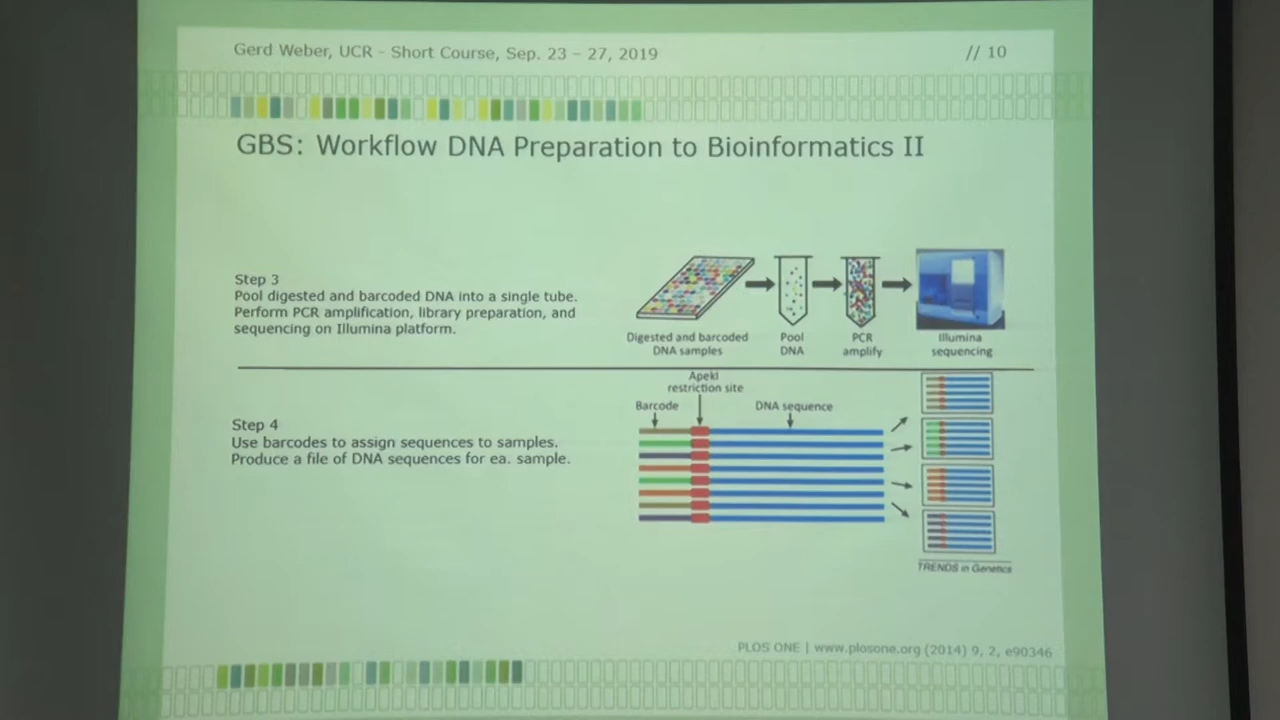 Gerd Weber, UCR - Short Course, Sep. 23 – 27, 2019
// 10
GBS: Workflow DNA Preparation to Bioinformatics II
Step 3
Pool digested and barcoded DNA into a single tube.
Perform PCR amplification, library preparation, and
sequencing on Illumina platform.
Digested and barcoded
DNA samples
Pool
DNA
PCR
amplify
Illumina
sequencing
Step 4
Use barcodes to assign sequences to samples.
Produce a file of DNA sequences for ea. sample.
ApekI
restriction site
Barcode
DNA sequence
TRENDS in Genetics
PLOS ONE | www.plosone.org (2014) 9, 2, e90346